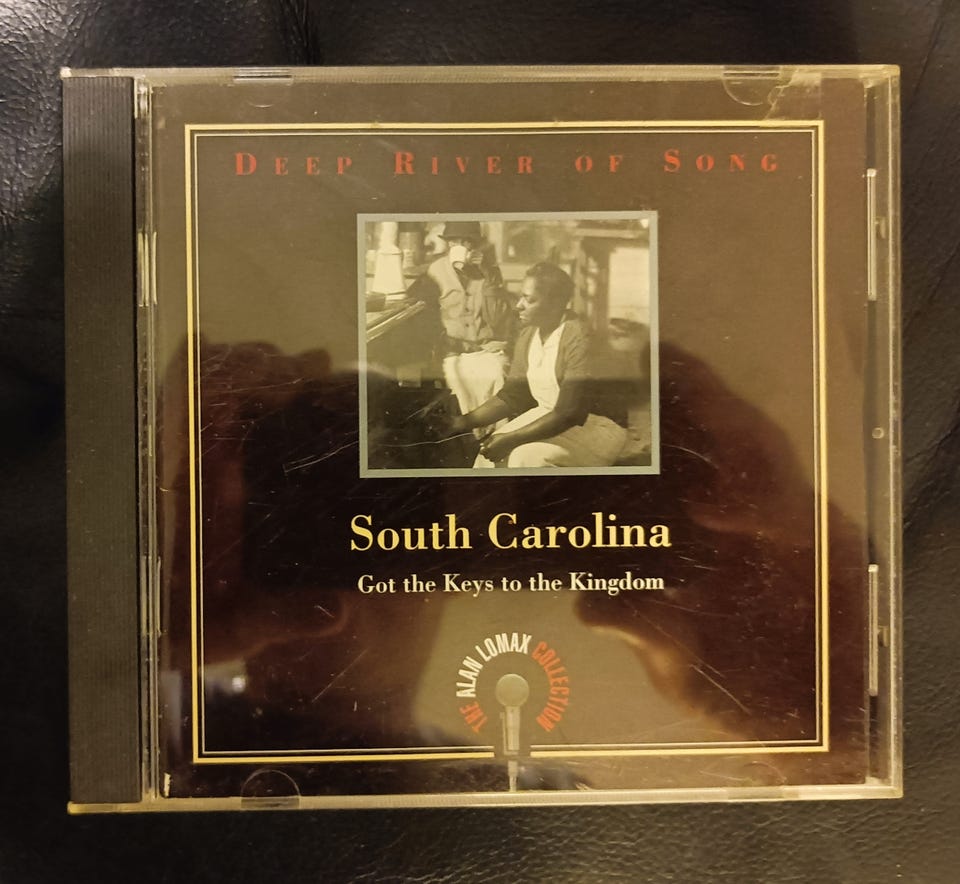 DEEP RIVER OF SONG
South Carolina
Got the Keys to the Kingdom
THE ALAN LOMAX COLLECTION